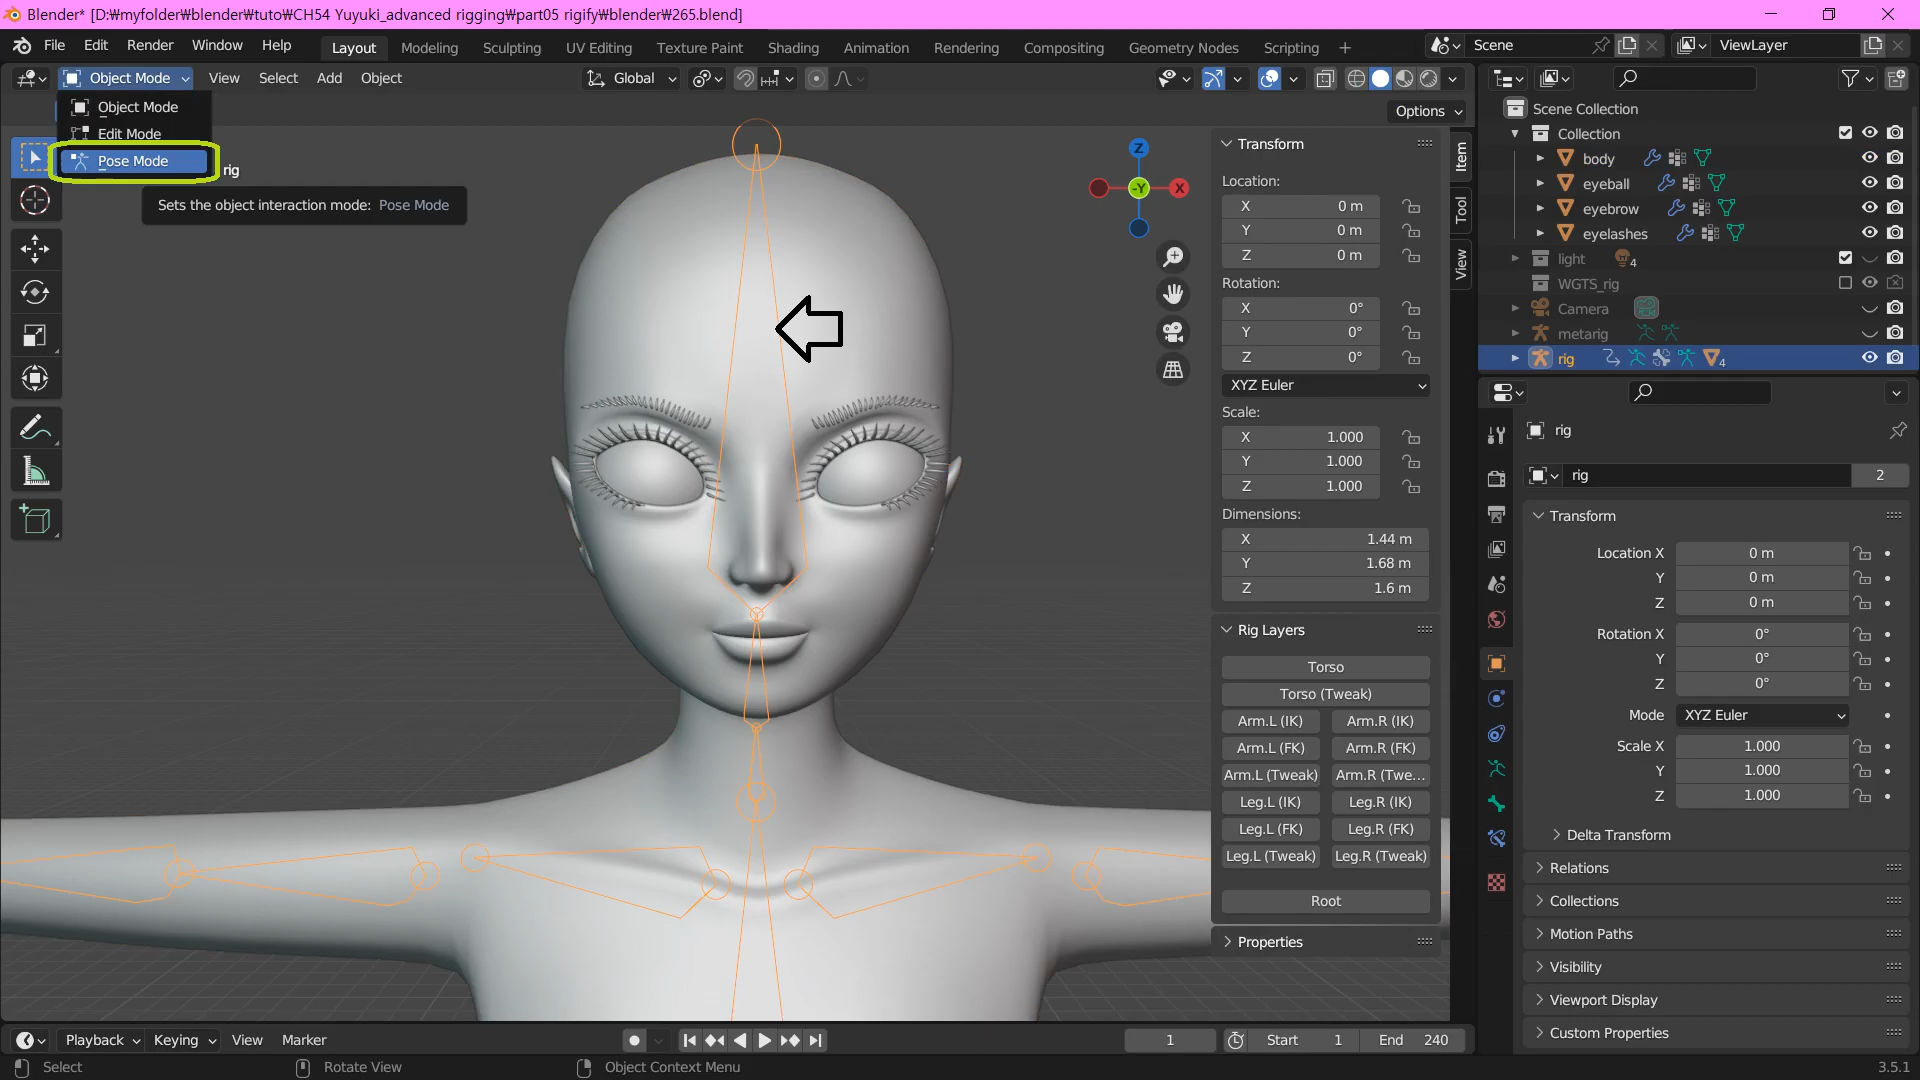 Blender* [D:₩myfolder₩blender₩tuto₩CH54 Yuyuki_advanced rigging₩part05 rigify₩blender₩265.blend]
File Edit Render Window Help Layout Modeling Sculpting UV Editing Texture Paint Shading Animation Rendering Compositing Geometry Nodes Scripting + Scene ViewLayer
Object Mode View Select Add Object Global
Options
Object Mode
Edit Mode
Pose Mode
rig
Sets the object interaction mode: Pose Mode
Z
-Y
X
Transform
Location:
X 0 m
Y 0 m
Z 0 m
Rotation:
X 0°
Y 0°
Z 0°
XYZ Euler
Scale:
X 1.000
Y 1.000
Z 1.000
Dimensions:
X 1.44 m
Y 1.68 m
Z 1.6 m
Rig Layers
Torso
Torso (Tweak)
Arm.L (IK) Arm.R (IK)
Arm.L (FK) Arm.R (FK)
Arm.L (Tweak) Arm.R (Twe...
Leg.L (IK) Leg.R (IK)
Leg.L (FK) Leg.R (FK)
Leg.L (Tweak) Leg.R (Tweak)
Root
Properties
Item
Tool
View
Scene Collection
Collection
body
eyeball
eyebrow
eyelashes
light 4
WGTS_rig
Camera
metarig
rig 4
rig
rig 2
Transform
Location X 0 m
Y 0 m
Z 0 m
Rotation X 0°
Y 0°
Z 0°
Mode XYZ Euler
Scale X 1.000
Y 1.000
Z 1.000
Delta Transform
Relations
Collections
Motion Paths
Visibility
Viewport Display
Custom Properties
Playback Keying View Marker 1 Start 1 End 240
Select Rotate View Object Context Menu 3.5.1